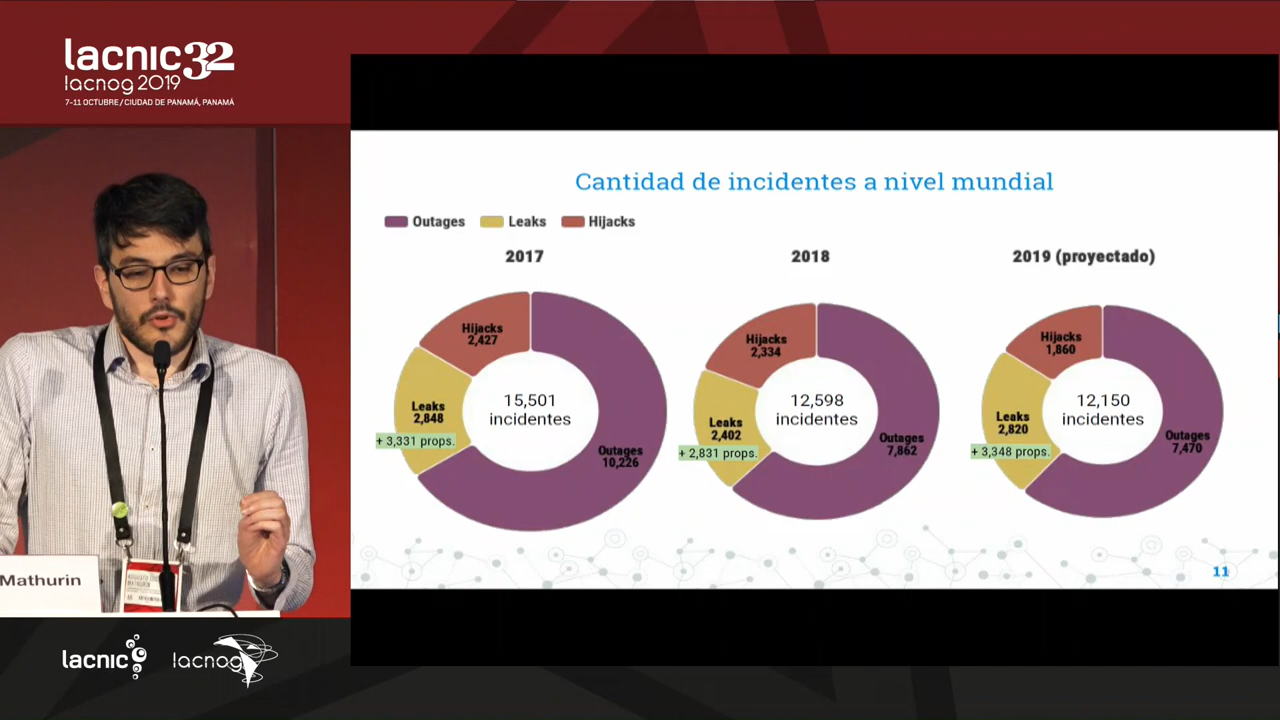 lacnic32
lacnog 2019
7-11 OCTUBRE / CIUDAD DE PANAMÁ, PANAMÁ
Cantidad de incidentes a nivel mundial
Outages Leaks Hijacks
2017
Hijacks
2,427
Leaks
2,848
+ 3,331 props.
15,501
incidentes
Outages
10,226
2018
Hijacks
2,334
Leaks
2,402
+ 2,831 props.
12,598
incidentes
Outages
7,862
2019 (proyectado)
Hijacks
1,860
Leaks
2,820
+ 3,348 props.
12,150
incidentes
Outages
7,470
11
Mathurin
MATHURIN
lacnic
lacnog